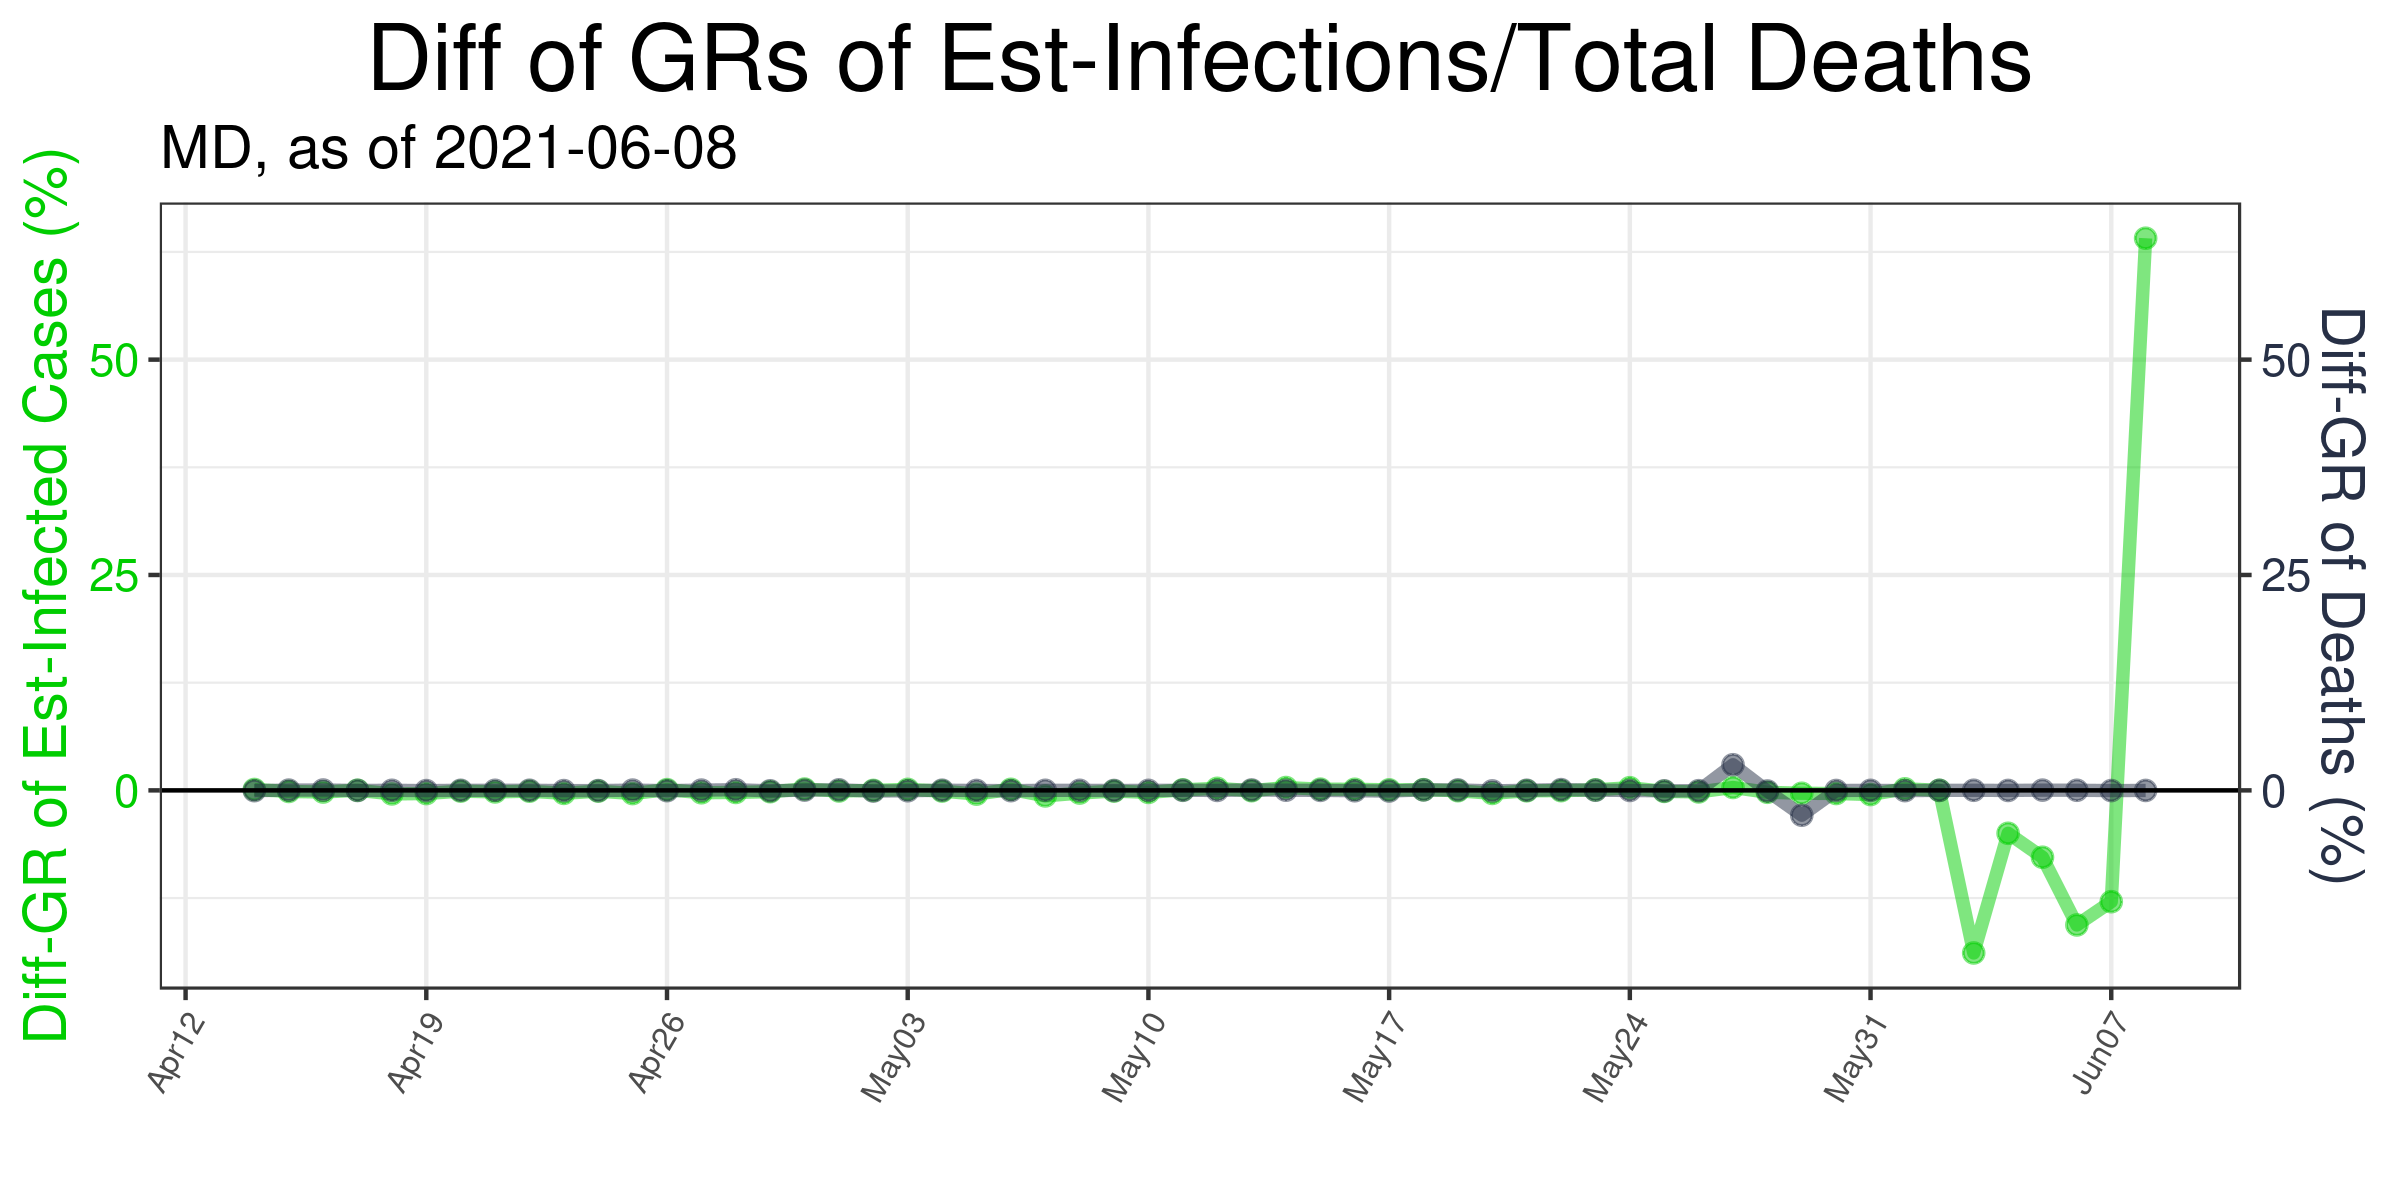 Diff of GRs of Est-Infections/Total Deaths
MD, as of 2021-06-08
Diff-GR of Est-Infected Cases (%)
50
25
0
50
25
0
Diff-GR of Deaths (%)
Apr12
Apr19
Apr26
May03
May10
May17
May24
May31
Jun07